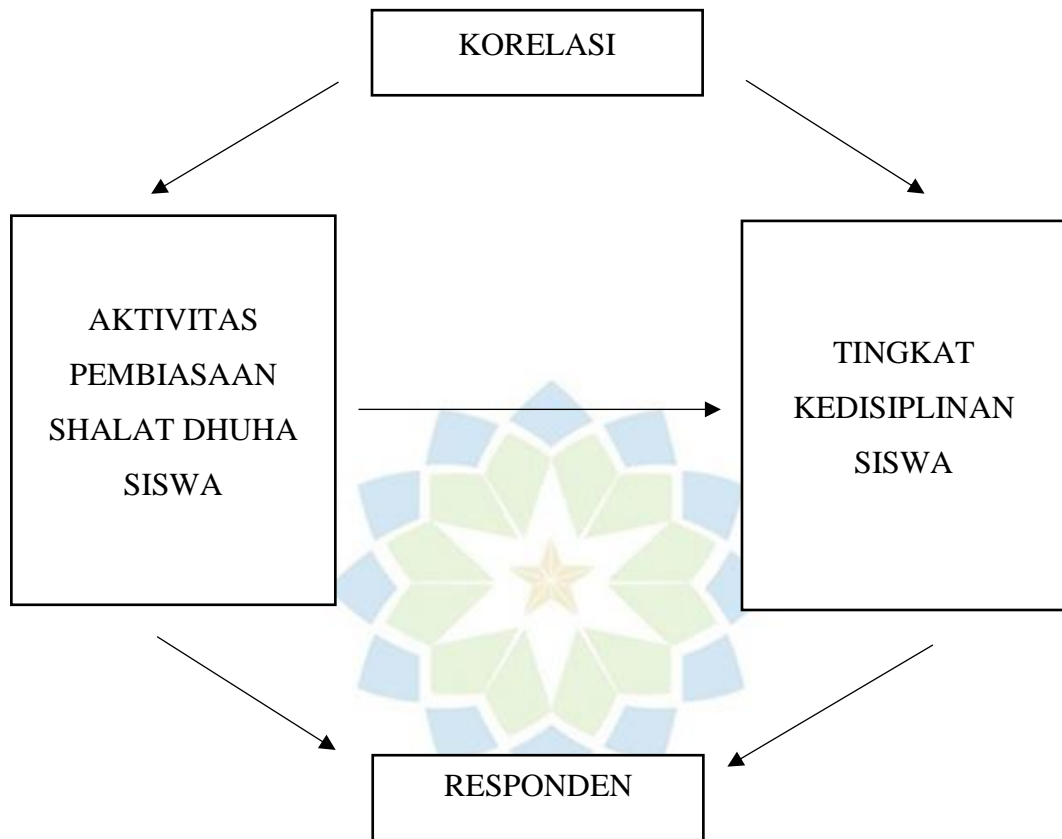 KORELASI
AKTIVITAS
PEMBIASAAN
SHALAT DHUHA
SISWA
TINGKAT
KEDISIPLINAN
SISWA
RESPONDEN